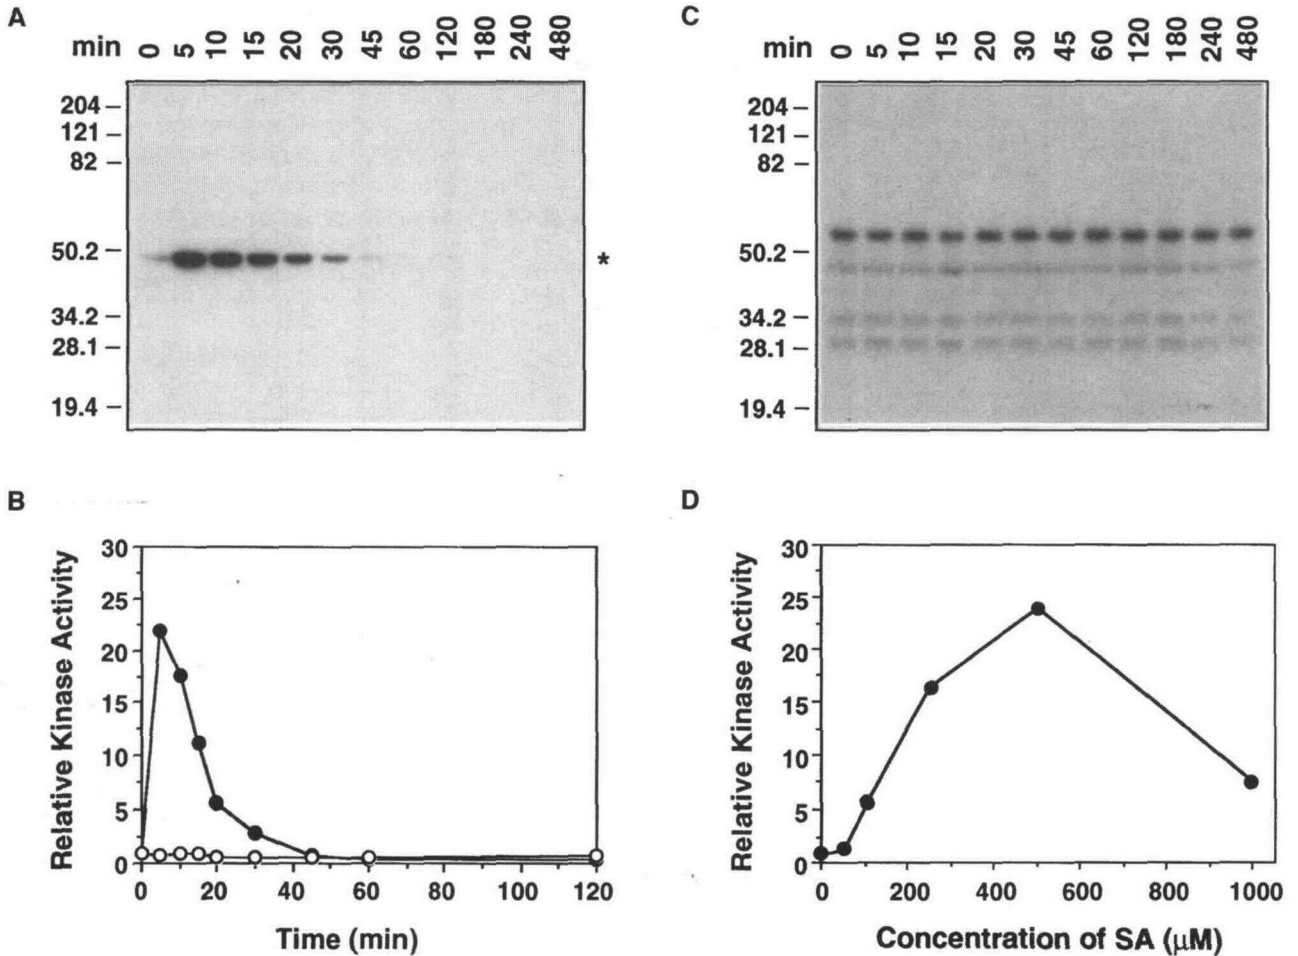 A
min 0 5 10 15 20 30 45 60 120 180 240 480
204
121
82
50.2
*
34.2
28.1
19.4
C
min 0 5 10 15 20 30 45 60 120 180 240 480
204
121
82
50.2
34.2
28.1
19.4
B
Relative Kinase Activity
30
25
20
15
10
5
0
0 20 40 60 80 100 120
Time (min)
D
Relative Kinase Activity
30
25
20
15
10
5
0
0 200 400 600 800 1000
Concentration of SA (μM)